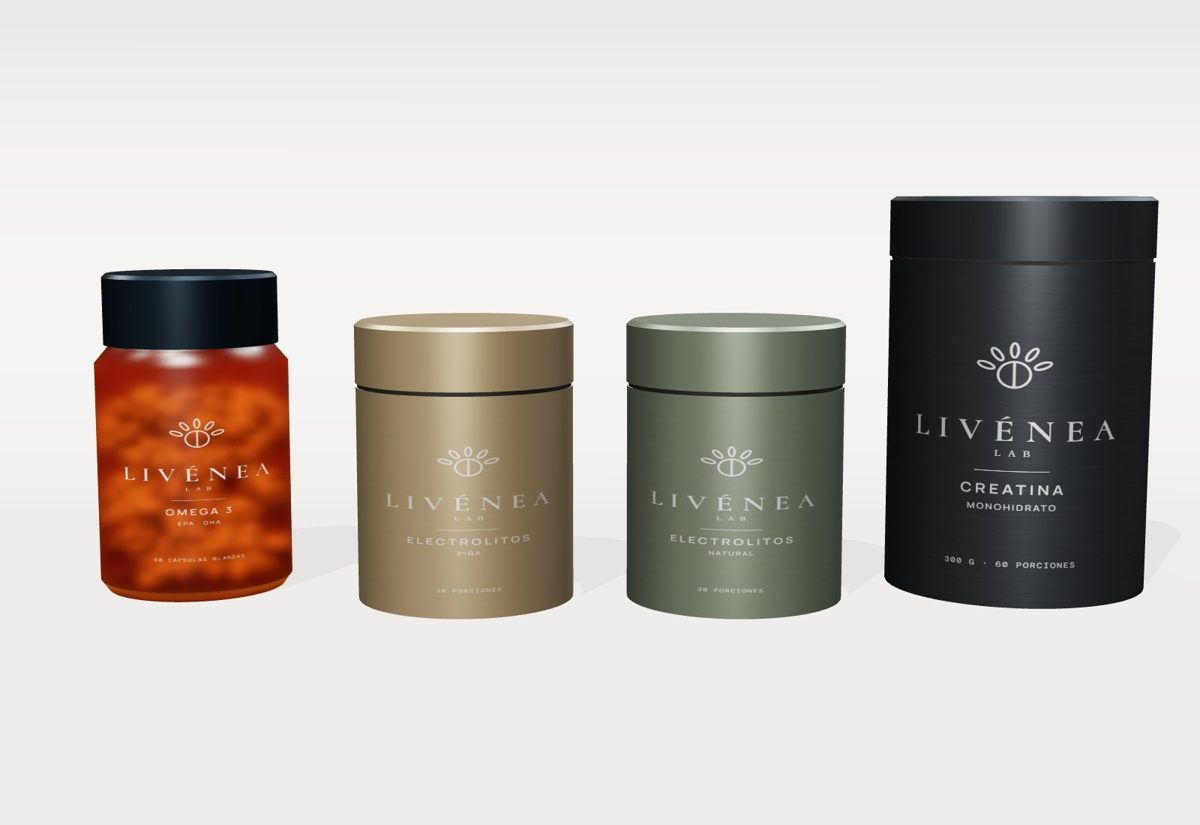 LIVÉNEA
LAB
OMEGA 3
EPA DHA
60 CÁPSULAS BLANDAS
LIVÉNEA
LAB
ELECTROLITOS
PIÑA
30 PORCIONES
LIVÉNEA
LAB
ELECTROLITOS
NATURAL
30 PORCIONES
LIVÉNEA
LAB
CREATINA
MONOHIDRATO
300 G · 60 PORCIONES